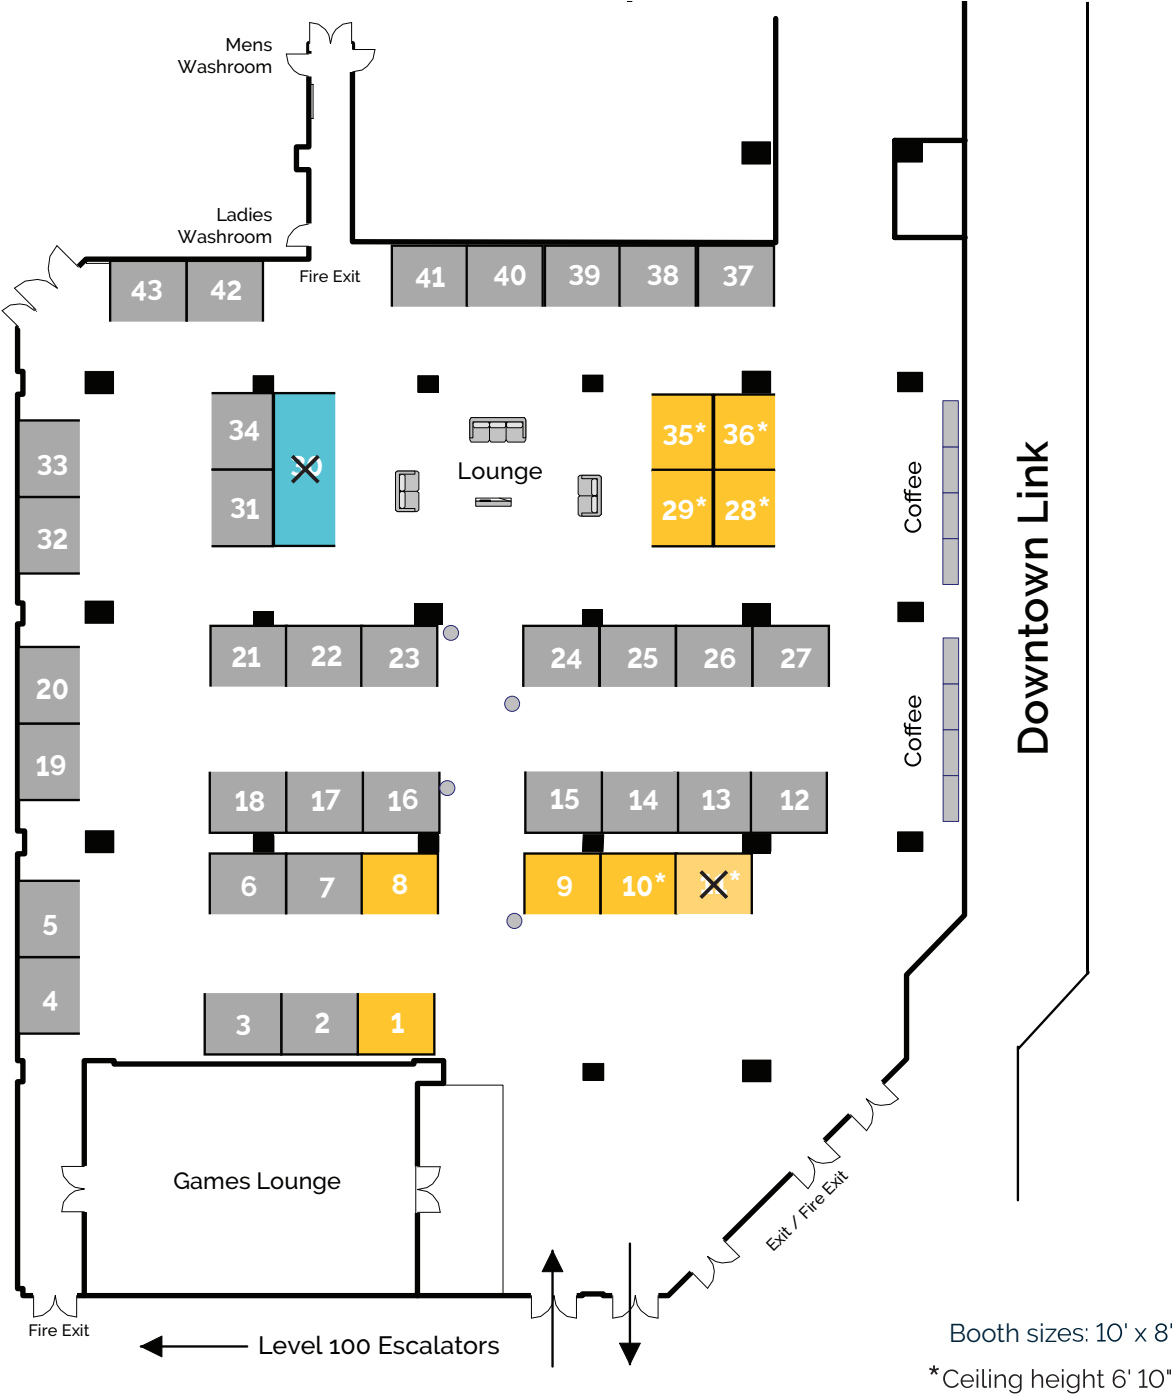 Mens
Washroom
Ladies
Washroom
Fire Exit
43 42
41 40 39 38 37
34
30
31
Lounge
35* 36*
29* 28*
33
32
Coffee
Downtown Link
21 22 23
24 25 26 27
20
19
Coffee
18 17 16
15 14 13 12
6 7 8
9 10* *
5
4
3 2 1
Games Lounge
Exit / Fire Exit
Fire Exit
Level 100 Escalators
Booth sizes: 10' x 8'
*Ceiling height 6' 10"